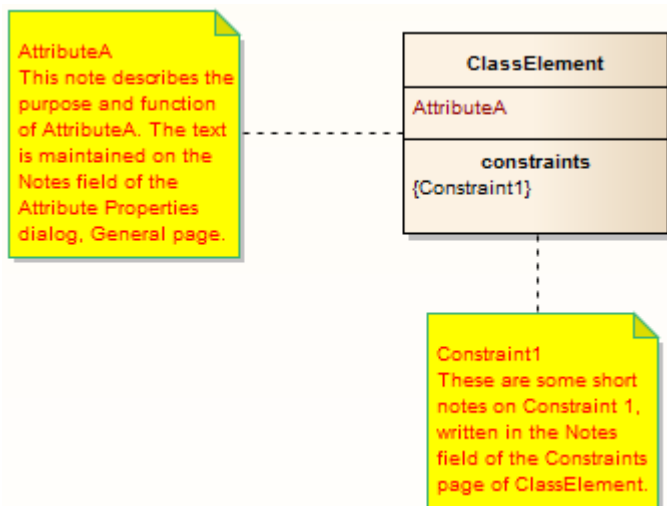 AttributeA
This note describes the
purpose and function
of AttributeA. The text
is maintained on the
Notes field of the
Attribute Properties
dialog, General page.
ClassElement
AttributeA
constraints
{Constraint1}
Constraint1
These are some short
notes on Constraint 1,
written in the Notes
field of the Constraints
page of ClassElement.